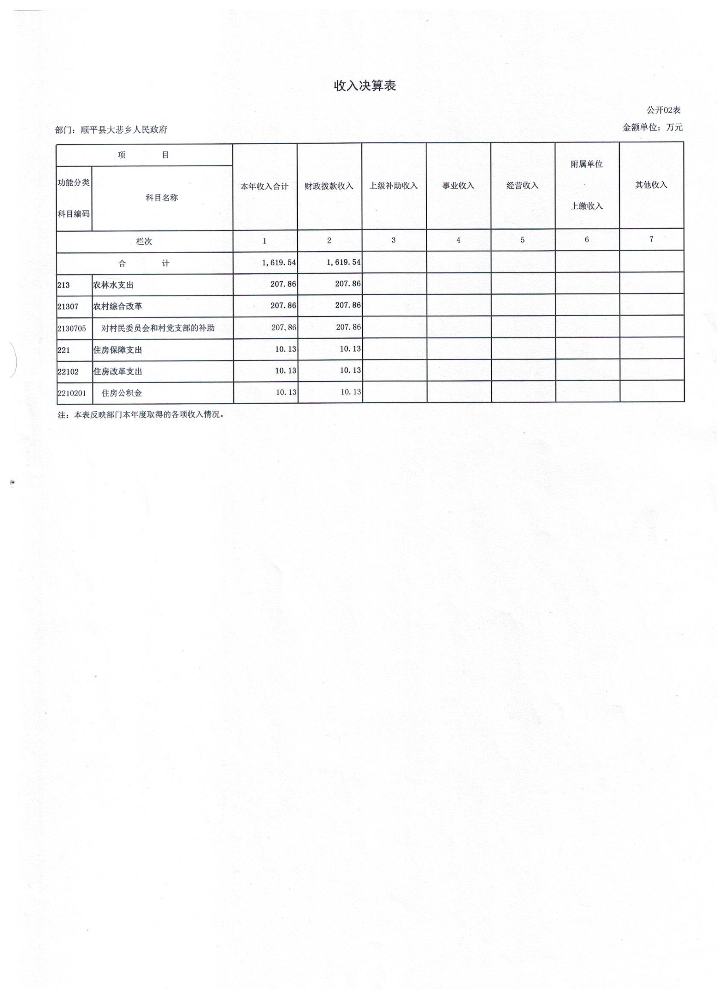 收入决算表
公开02表
部门：顺平县大悲乡人民政府 金额单位：万元
项 目 本年收入合计 财政拨款收入 上级补助收入 事业收入 经营收入 附属单位 上缴收入 其他收入
功能分类 科目编码 科目名称
栏次 1 2 3 4 5 6 7
合 计 1,619.54 1,619.54
213 农林水支出 207.86 207.86
21307 农村综合改革 207.86 207.86
2130705 对村民委员会和村党支部的补助 207.86 207.86
221 住房保障支出 10.13 10.13
22102 住房改革支出 10.13 10.13
2210201 住房公积金 10.13 10.13
注：本表反映部门本年度取得的各项收入情况。